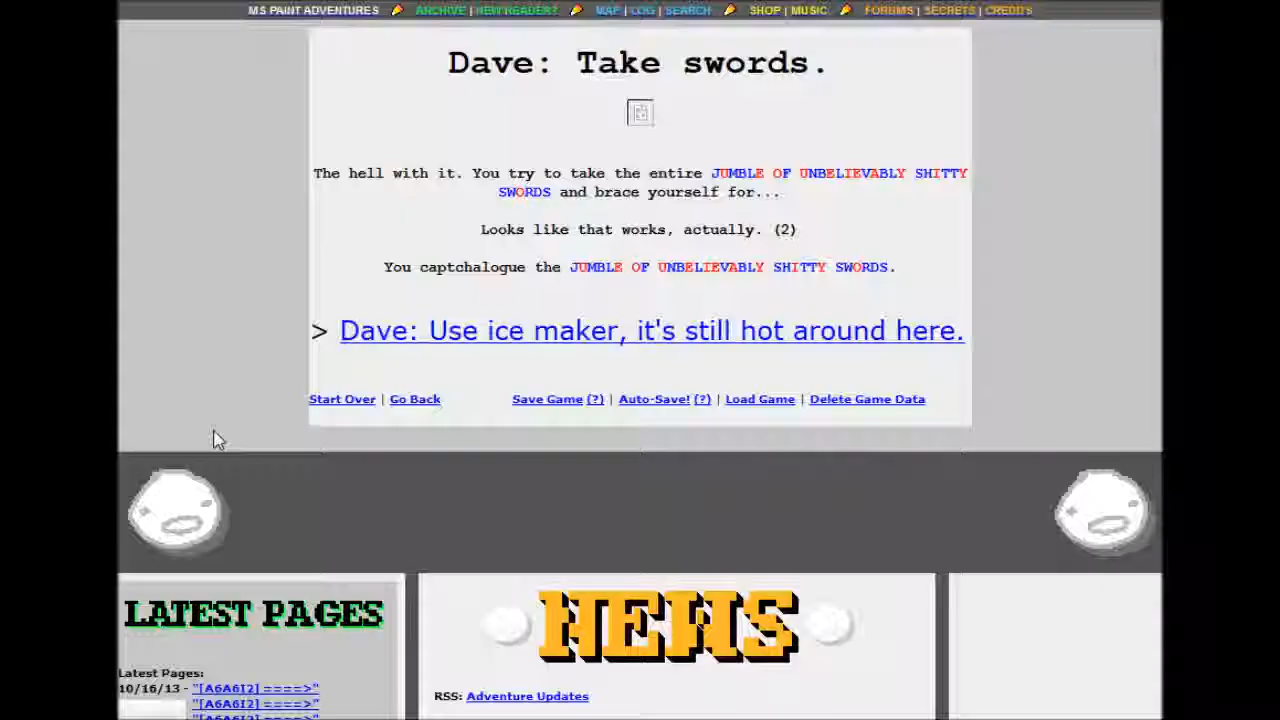 MS PAINT ADVENTURES ARCHIVE | NEW READER? MAP | LOG | SEARCH SHOP | MUSIC FORUMS | SECRETS | CREDITS
Dave: Take swords.
The hell with it. You try to take the entire JUMBLE OF UNBELIEVABLY SHITTY
SWORDS and brace yourself for...
Looks like that works, actually. (2)
You captchalogue the JUMBLE OF UNBELIEVABLY SHITTY SWORDS.
> Dave: Use ice maker, it's still hot around here.
Start Over | Go Back Save Game (?) | Auto-Save! (?) | Load Game | Delete Game Data
LATEST PAGES
Latest Pages:
10/16/13 - "[A6A6I2] ====>"
"[A6A6I2] ====>"
"[A6A6I2] ====>"
NEWS
RSS: Adventure Updates